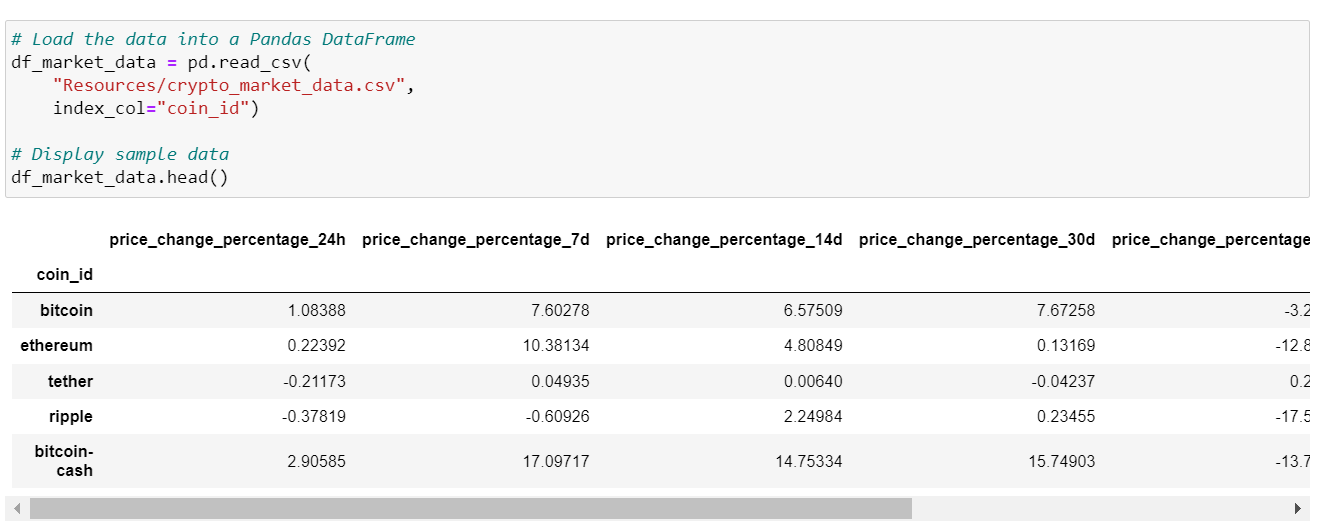 # Load the data into a Pandas DataFrame
df_market_data = pd.read_csv(
    "Resources/crypto_market_data.csv",
    index_col="coin_id")
# Display sample data
df_market_data.head()
price_change_percentage_24h price_change_percentage_7d price_change_percentage_14d price_change_percentage_30d price_change_percentage
coin_id
bitcoin 1.08388 7.60278 6.57509 7.67258 -3.2
ethereum 0.22392 10.38134 4.80849 0.13169 -12.8
tether -0.21173 0.04935 0.00640 -0.04237 0.2
ripple -0.37819 -0.60926 2.24984 0.23455 -17.5
bitcoin-
cash 2.90585 17.09717 14.75334 15.74903 -13.7